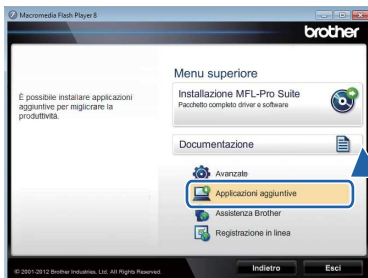 Macromedia Flash Player 8
brother
Menu superiore
È possibile installare applicazioni
aggiuntive per migliorare la
produttività.
Installazione MFL-Pro Suite
Pacchetto completo driver e software
Documentazione
Avanzate
Applicazioni aggiuntive
Assistenza Brother
Registrazione in linea
© 2001-2012 Brother Industries, Ltd. All Rights Reserved.
Indietro
Esci